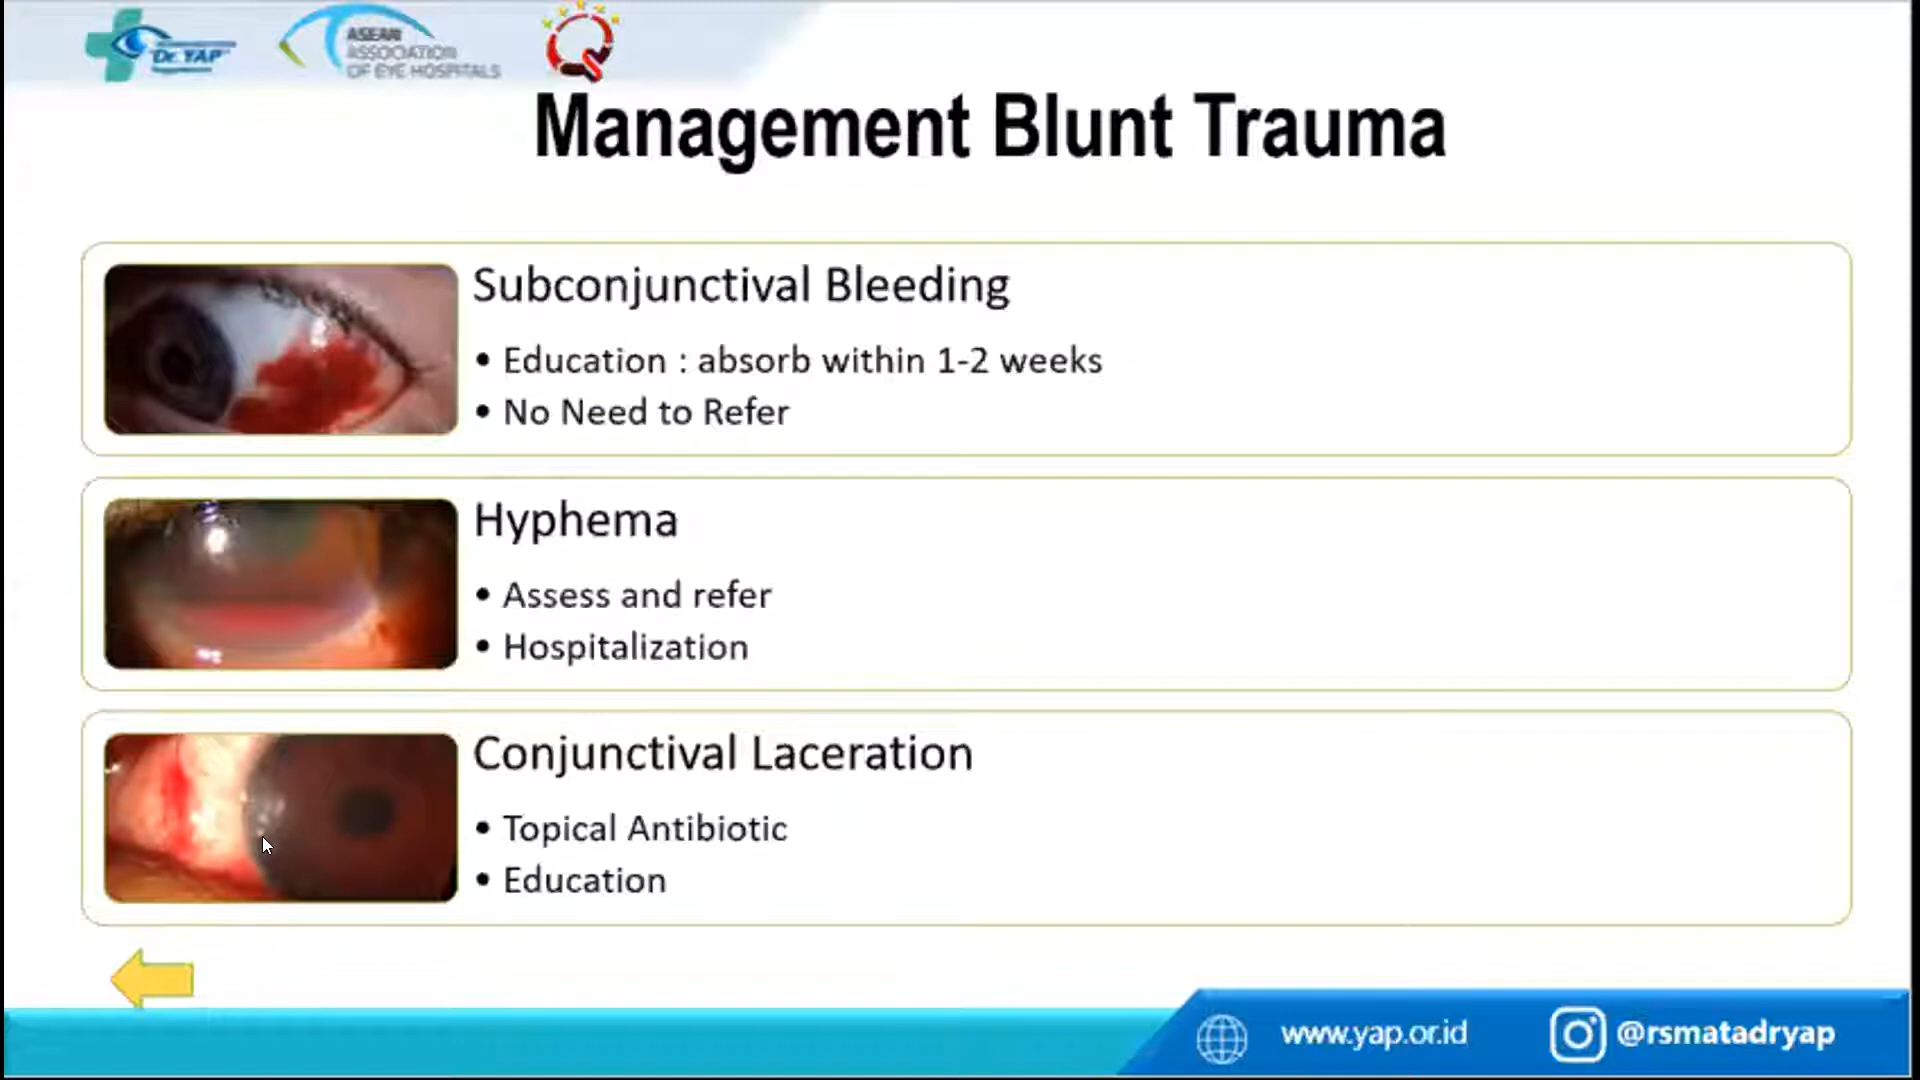 Dr. YAP
ASEAN
ASSOCIATION
OF EYE HOSPITALS
Management Blunt Trauma
Subconjunctival Bleeding
• Education : absorb within 1-2 weeks
• No Need to Refer
Hyphema
• Assess and refer
• Hospitalization
Conjunctival Laceration
• Topical Antibiotic
• Education
www.yap.or.id
@rsmatadryap